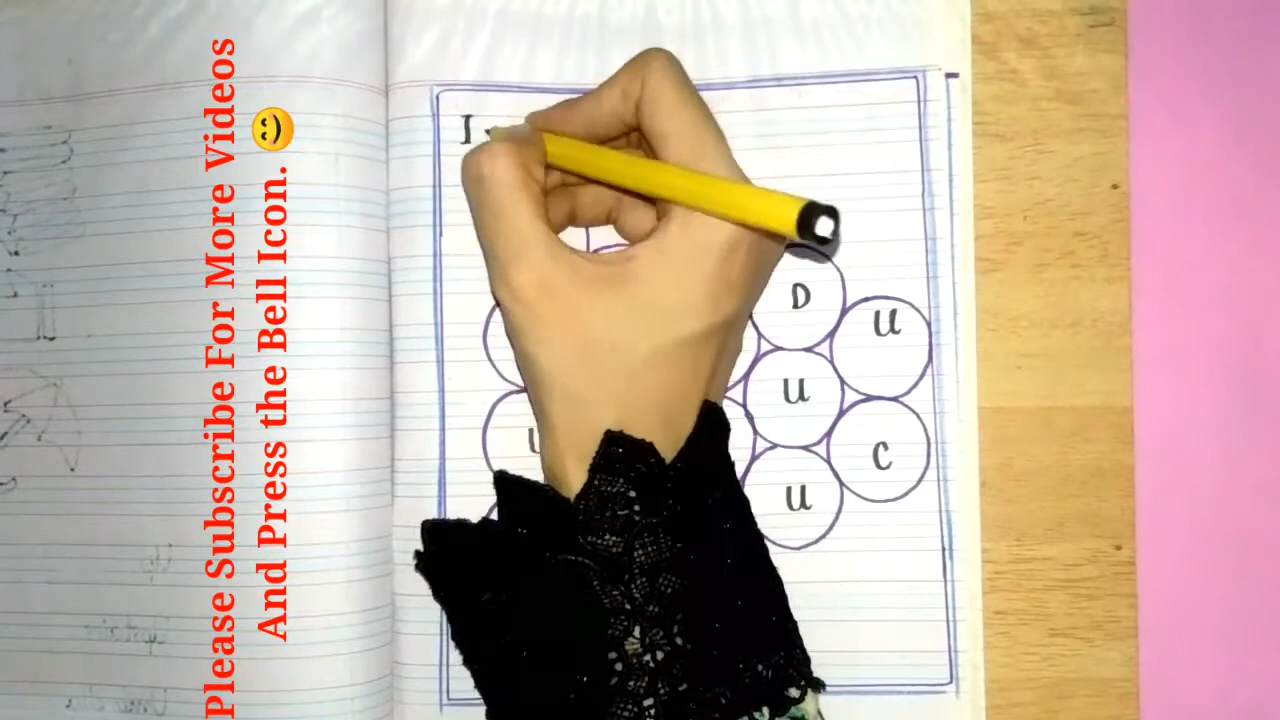 Please Subscribe For More Videos
And Press the Bell Icon. 😀
I
D
U
U
U
C
U